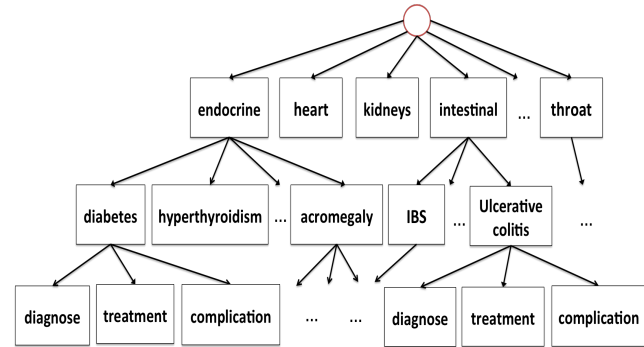 endocrine
heart
kidneys
intestinal
...
throat
diabetes
hyperthyroidism
...
acromegaly
IBS
...
Ulcerative
colitis
...
diagnose
treatment
complication
...
...
diagnose
treatment
complication